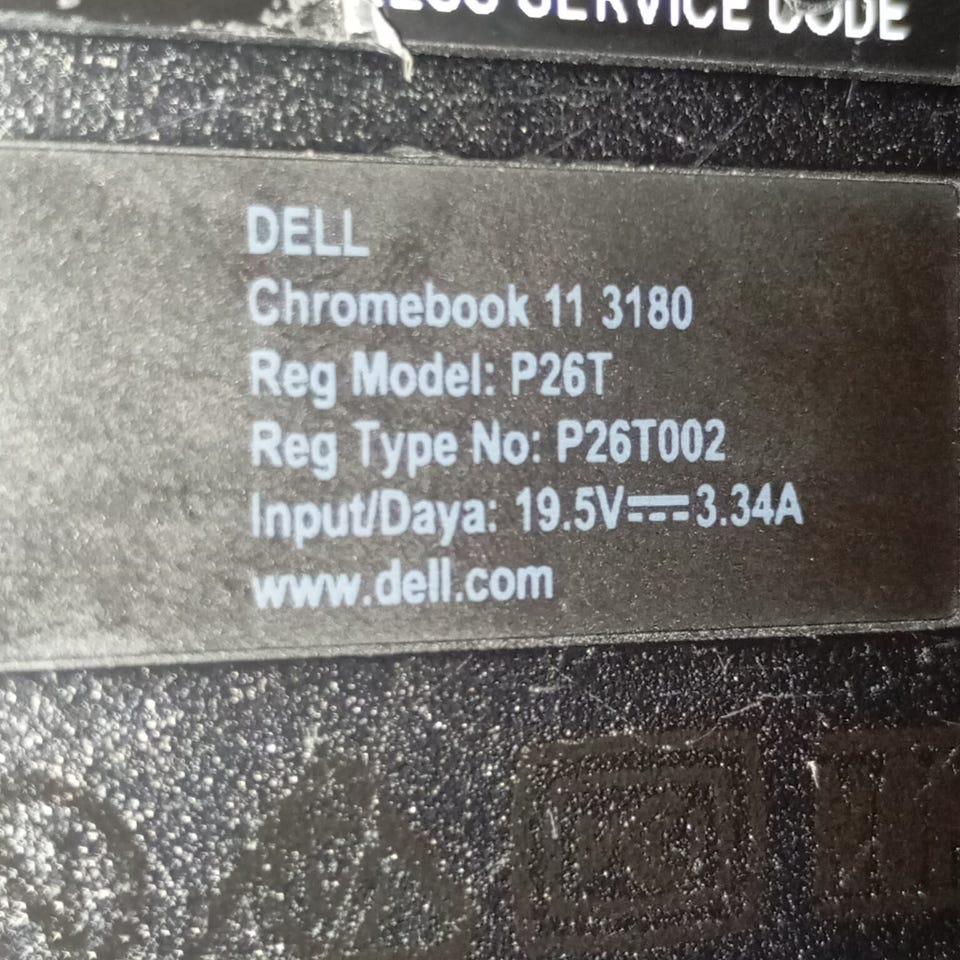 SERVICE CODE
DELL
Chromebook 11 3180
Reg Model: P26T
Reg Type No: P26T002
Input/Daya: 19.5V⎓3.34A
www.dell.com